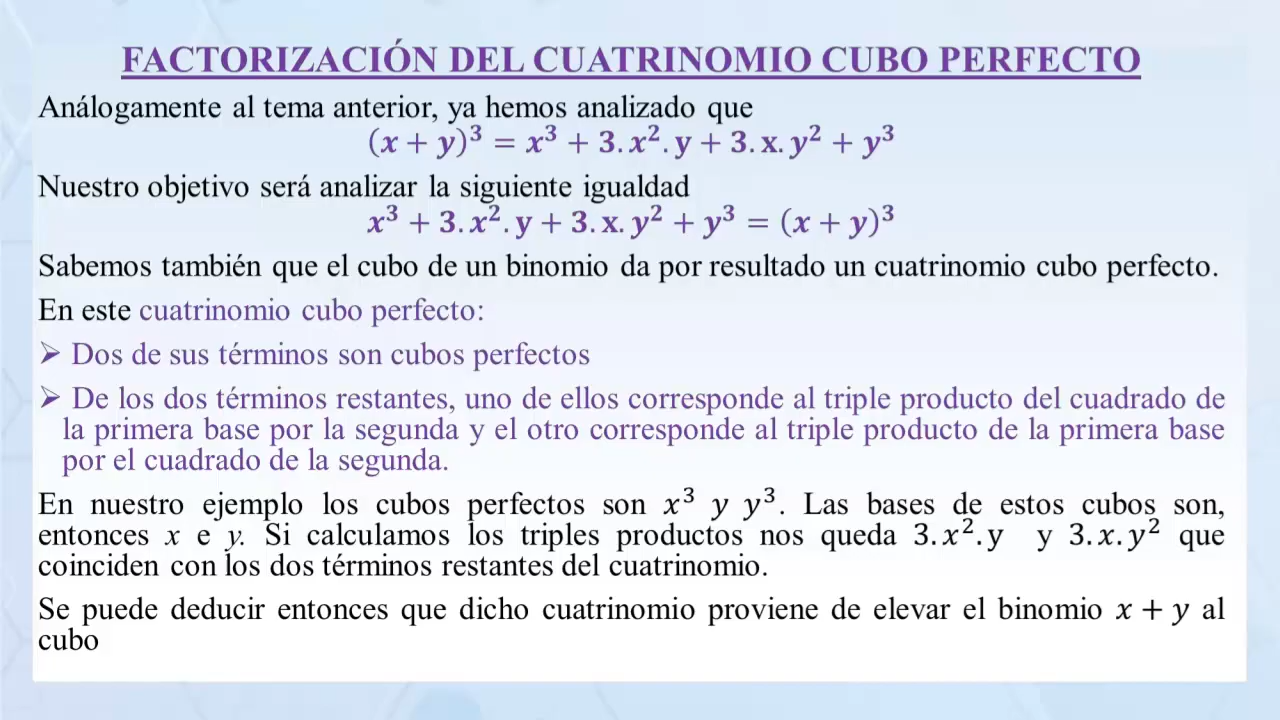 FACTORIZACIÓN DEL CUATRINOMIO CUBO PERFECTO
Análogamente al tema anterior, ya hemos analizado que
(x + y)³ = x³ + 3. x². y + 3. x. y² + y³
Nuestro objetivo será analizar la siguiente igualdad
x³ + 3. x². y + 3. x. y² + y³ = (x + y)³
Sabemos también que el cubo de un binomio da por resultado un cuatrinomio cubo perfecto.
En este cuatrinomio cubo perfecto:
➢ Dos de sus términos son cubos perfectos
➢ De los dos términos restantes, uno de ellos corresponde al triple producto del cuadrado de
la primera base por la segunda y el otro corresponde al triple producto de la primera base
por el cuadrado de la segunda.
En nuestro ejemplo los cubos perfectos son x³ y y³. Las bases de estos cubos son,
entonces x e y. Si calculamos los triples productos nos queda 3. x². y y 3. x. y² que
coinciden con los dos términos restantes del cuatrinomio.
Se puede deducir entonces que dicho cuatrinomio proviene de elevar el binomio x + y al
cubo